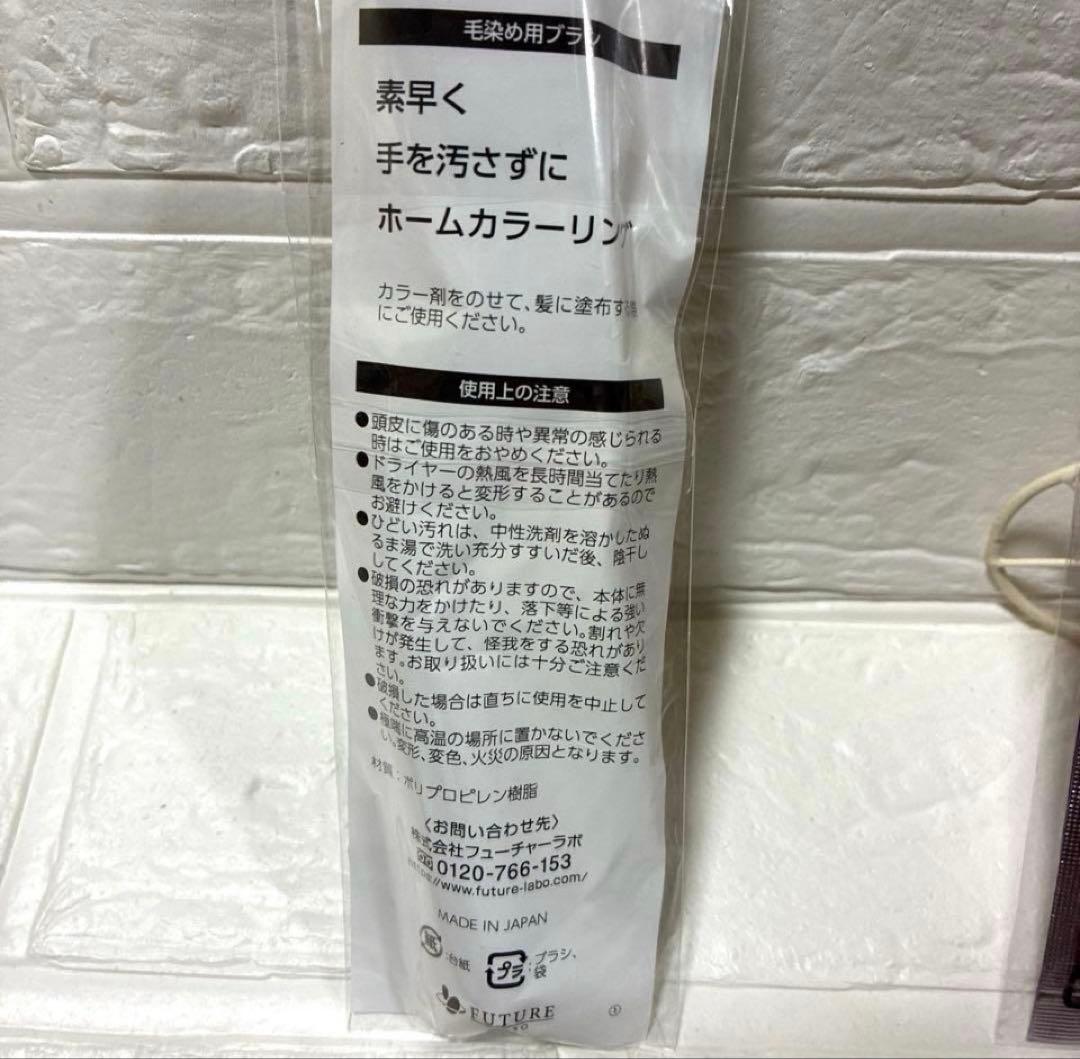 毛染め用ブラシ
素早く
手を汚さずに
ホームカラーリング
カラー剤をのせて、髪に塗布する際
にご使用ください。
使用上の注意
●頭皮に傷のある時や異常の感じられる
時はご使用をおやめください。
●ドライヤーの熱風を長時間当てたり熱
風をかけると変形することがあるので
お避けください。
●ひどい汚れは、中性洗剤を溶かしたぬ
るま湯で洗い充分すすいだ後、陰干し
してください。
●破損の恐れがありますので、本体に無
理な力をかけたり、落下等による強い
衝撃を与えないでください。割れや欠
けが発生して、怪我をする恐れがあり
ます。お取り扱いには十分ご注意くだ
さい。
●破損した場合は直ちに使用を中止して
ください。
●極端に高温の場所に置かないでくださ
い。変形、変色、火災の原因となります。
材質：ポリプロピレン樹脂
〈お問い合わせ先〉
株式会社フューチャーラボ
0120-766-153
https://www.future-labo.com/
MADE IN JAPAN
紙:台紙
プラ:ブラシ、
袋
FUTURE
①